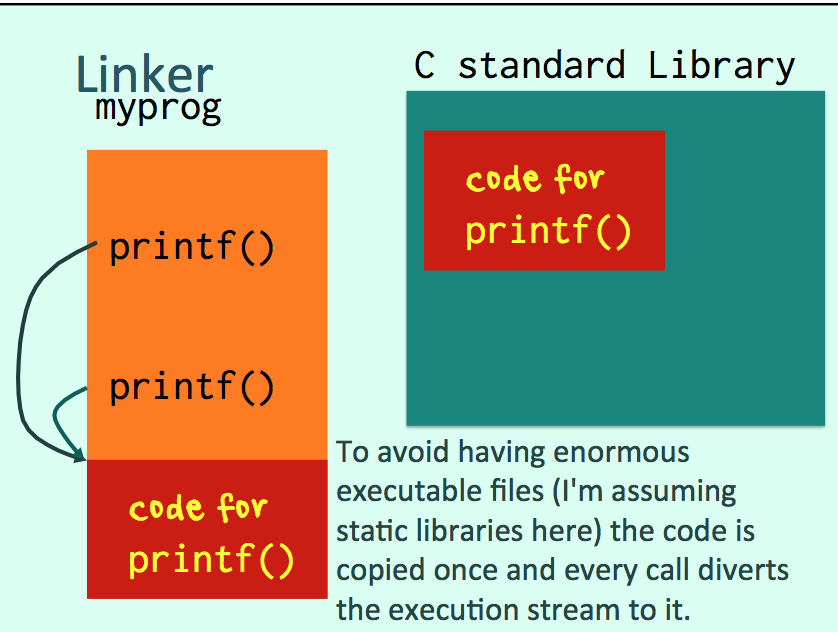 Linker
myprog
printf()
printf()
code for
printf()
C standard Library
code for
printf()
To avoid having enormous
executable files (I'm assuming
static libraries here) the code is
copied once and every call diverts
the execution stream to it.